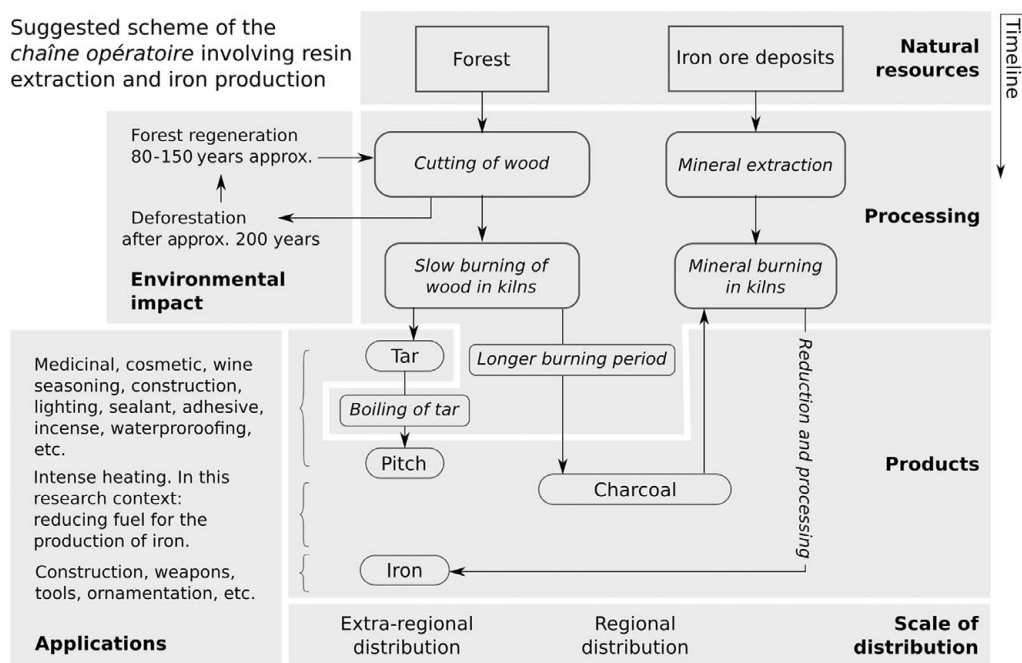 Suggested scheme of the
chaîne opératoire involving resin
extraction and iron production
Forest
Iron ore deposits
Natural
resources
Timeline
Forest regeneration
80-150 years approx.
Cutting of wood
Mineral extraction
Deforestation
after approx. 200 years
Processing
Environmental
impact
Slow burning of
wood in kilns
Mineral burning
in kilns
Medicinal, cosmetic, wine
seasoning, construction,
lighting, sealant, adhesive,
incense, waterproroofing,
etc.
Tar
Longer burning period
Boiling of tar
Pitch
Reduction and processing
Products
Intense heating. In this
research context:
reducing fuel for the
production of iron.
Charcoal
Construction, weapons,
tools, ornamentation, etc.
Iron
Applications
Extra-regional
distribution
Regional
distribution
Scale of
distribution